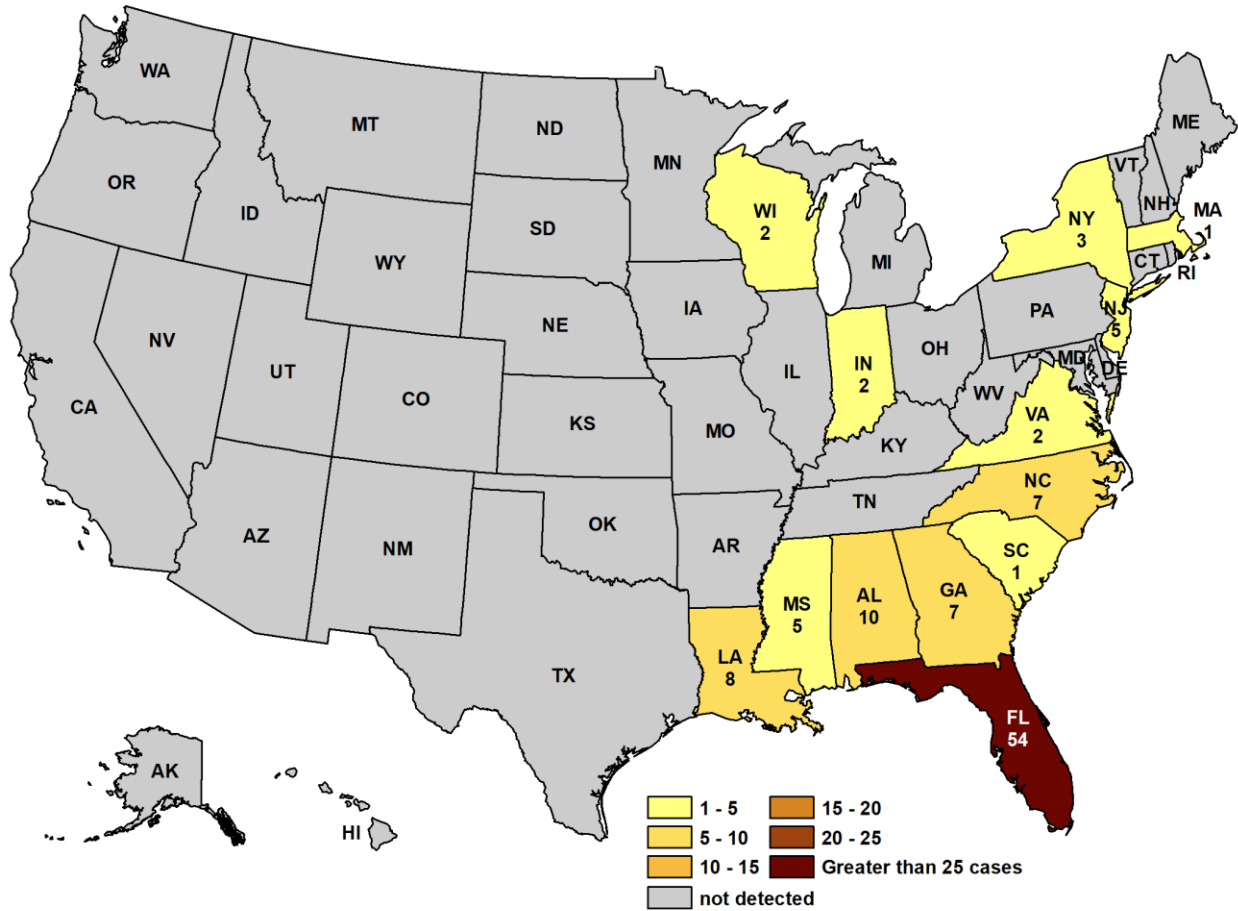 WA
MT
ND
MN
ME
OR
ID
SD
WI
2
VT
NH
NY
3
MA
1
WY
MI
CT
RI
IA
NE
PA
NJ
5
NV
UT
CO
IL
IN
2
OH
MD
DE
WV
CA
KS
MO
KY
VA
2
NC
7
TN
AZ
NM
OK
AR
SC
1
MS
5
AL
10
GA
7
LA
8
TX
FL
54
AK
HI
1 - 5
15 - 20
5 - 10
20 - 25
10 - 15
Greater than 25 cases
not detected